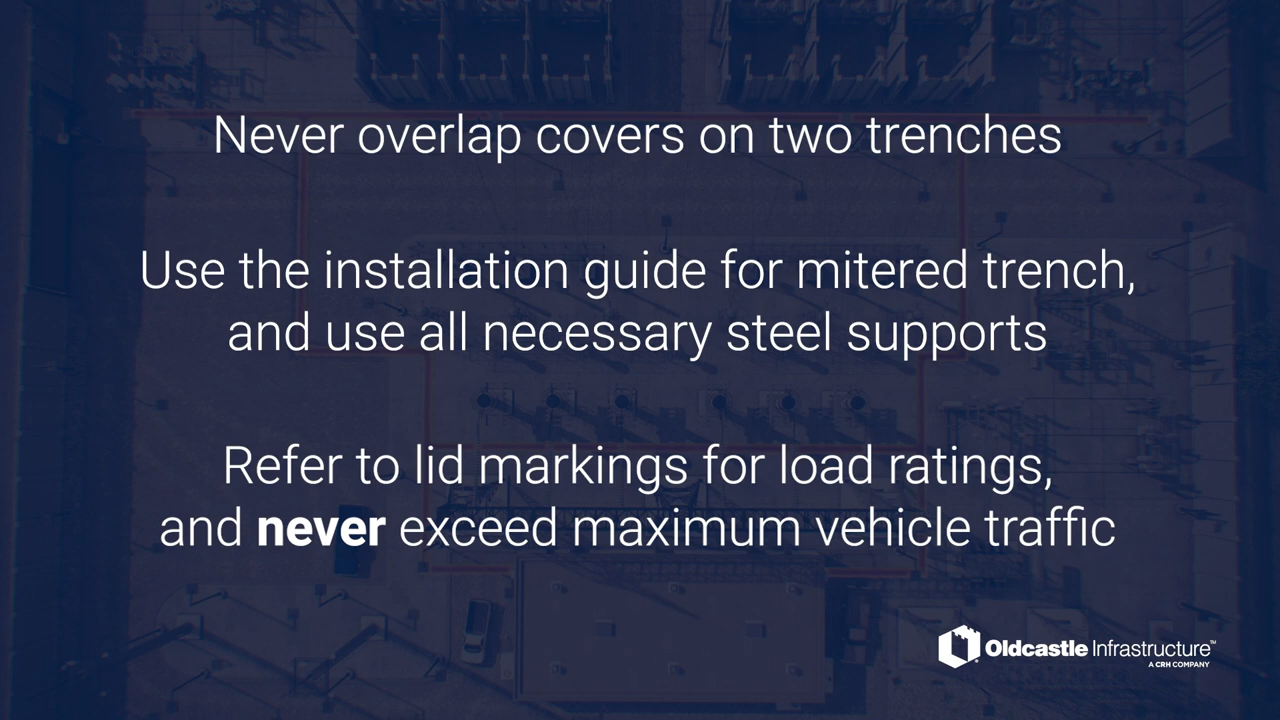 Never overlap covers on two trenches
Use the installation guide for mitered trench,
and use all necessary steel supports
Refer to lid markings for load ratings,
and never exceed maximum vehicle traffic
Oldcastle Infrastructure™
A CRH COMPANY